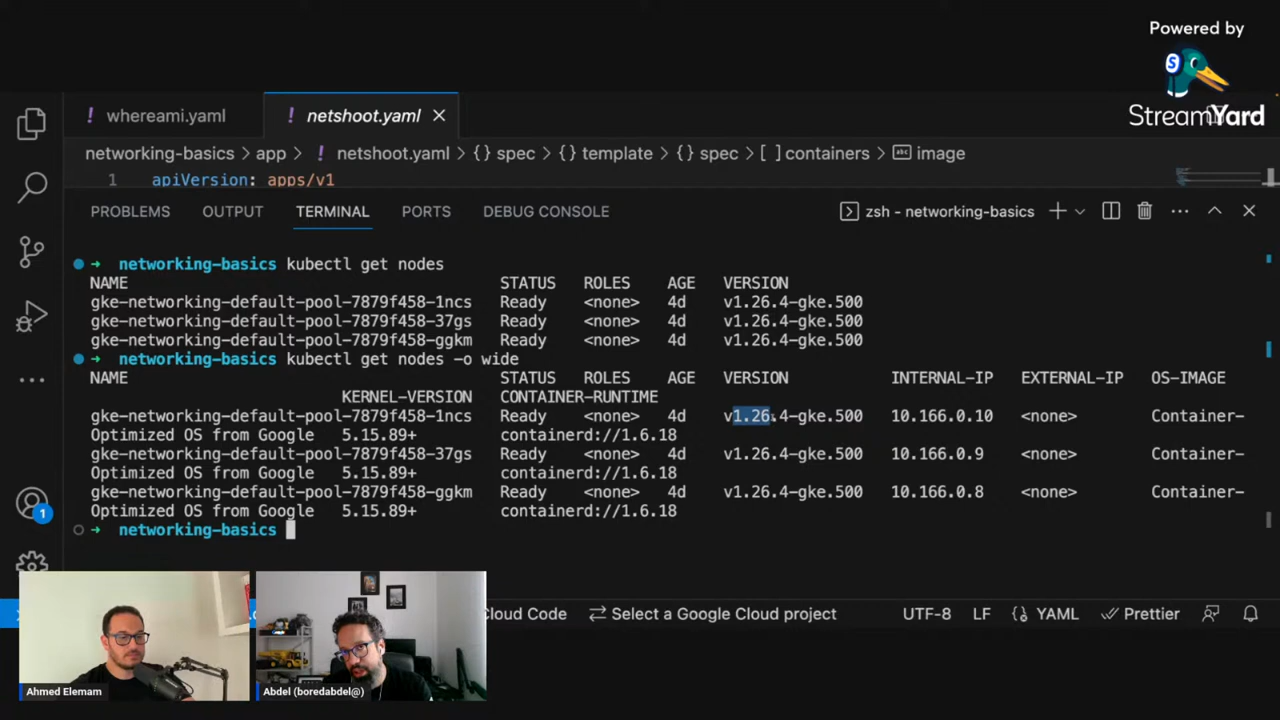 Powered by
S
StreamYard
! whereami.yaml ! netshoot.yaml
networking-basics > app > ! netshoot.yaml > {} spec > {} template > {} spec > [ ] containers > abc image
1 apiVersion: apps/v1
PROBLEMS OUTPUT TERMINAL PORTS DEBUG CONSOLE zsh - networking-basics
networking-basics kubectl get nodes
NAME STATUS ROLES AGE VERSION
gke-networking-default-pool-7879f458-1ncs Ready <none> 4d v1.26.4-gke.500
gke-networking-default-pool-7879f458-37gs Ready <none> 4d v1.26.4-gke.500
gke-networking-default-pool-7879f458-ggkm Ready <none> 4d v1.26.4-gke.500
networking-basics kubectl get nodes -o wide
NAME STATUS ROLES AGE VERSION INTERNAL-IP EXTERNAL-IP OS-IMAGE
KERNEL-VERSION CONTAINER-RUNTIME
gke-networking-default-pool-7879f458-1ncs Ready <none> 4d v1.26.4-gke.500 10.166.0.10 <none> Container-
Optimized OS from Google 5.15.89+ containerd://1.6.18
gke-networking-default-pool-7879f458-37gs Ready <none> 4d v1.26.4-gke.500 10.166.0.9 <none> Container-
Optimized OS from Google 5.15.89+ containerd://1.6.18
gke-networking-default-pool-7879f458-ggkm Ready <none> 4d v1.26.4-gke.500 10.166.0.8 <none> Container-
Optimized OS from Google 5.15.89+ containerd://1.6.18
networking-basics
1
Cloud Code Select a Google Cloud project UTF-8 LF {} YAML Prettier
Ahmed Elemam
Abdel (boredabdel@)